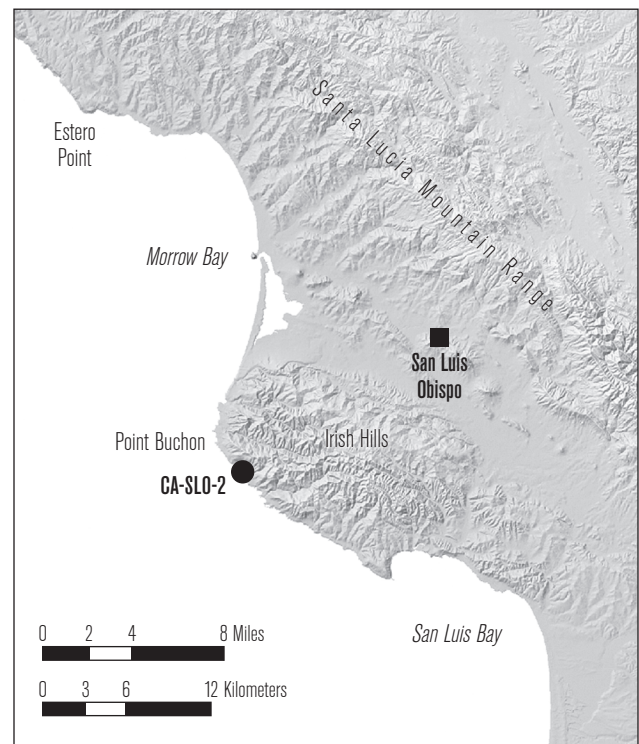 Estero
Point
Santa Lucia Mountain Range
Morrow Bay
San Luis
Obispo
Point Buchon
Irish Hills
CA-SLO-2
San Luis Bay
0 2 4 8 Miles
0 3 6 12 Kilometers